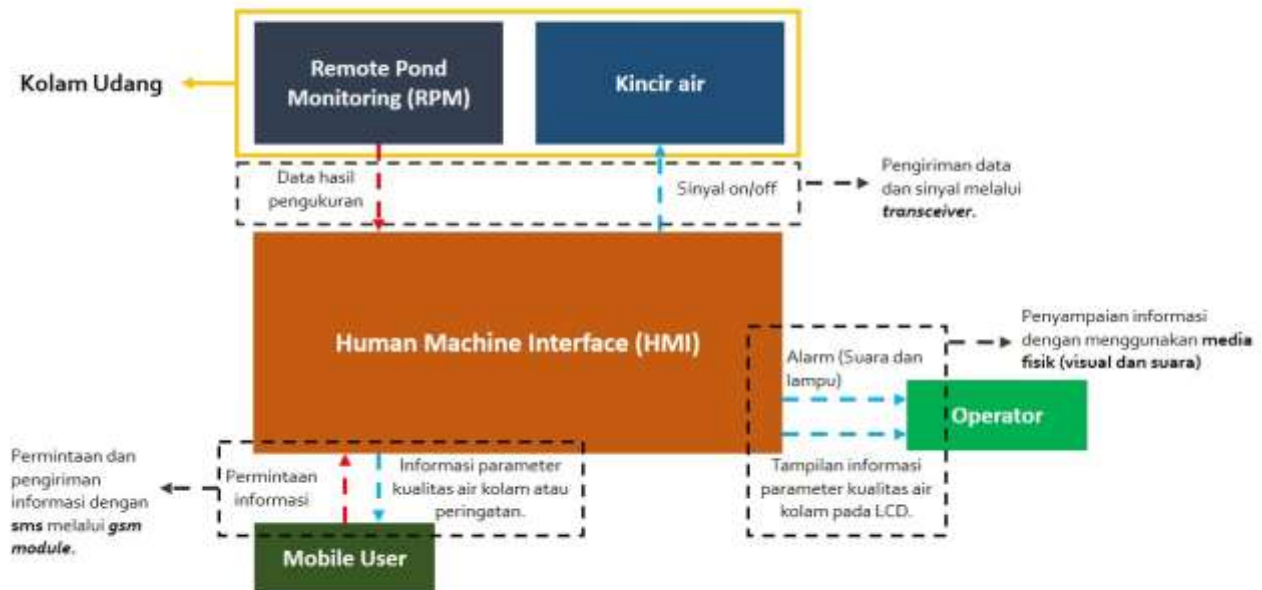 Remote Pond
Monitoring (RPM)
Kincir air
Kolam Udang
Data hasil
pengukuran
Sinyal on/off
Pengiriman data
dan sinyal melalui
transceiver.
Human Machine Interface (HMI)
Penyampaian informasi
dengan menggunakan media
fisik (visual dan suara)
Alarm (Suara dan
lampu)
Operator
Tampilan informasi
parameter kualitas air
kolam pada LCD.
Permintaan dan
pengiriman
informasi dengan
sms melalui gsm
module.
Permintaan
informasi
Informasi parameter
kualitas air kolam atau
peringatan.
Mobile User